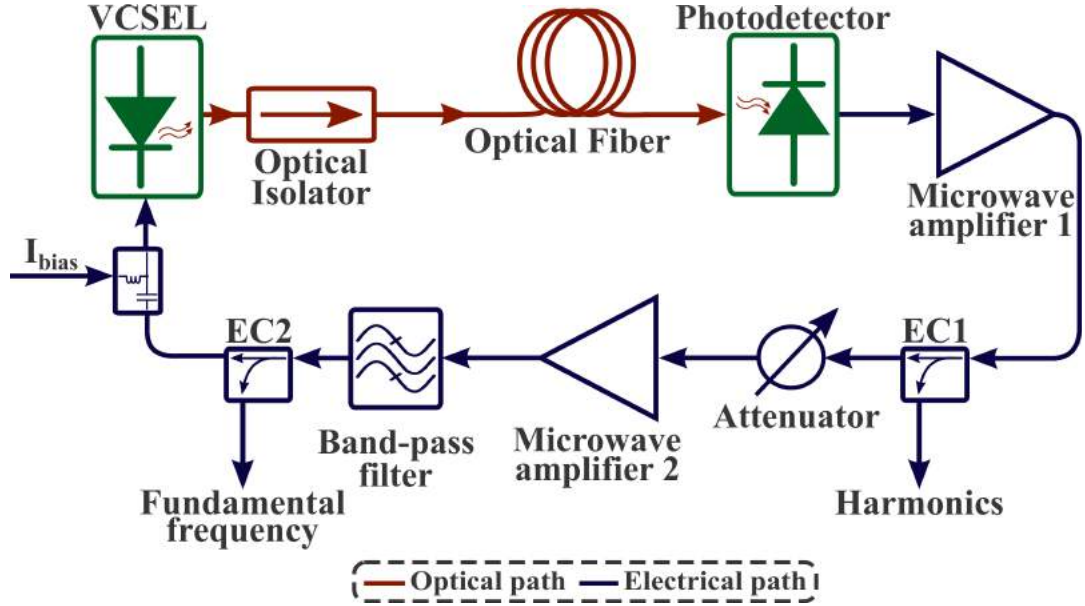 VCSEL
Photodetector
Optical
Isolator
Optical Fiber
Microwave
amplifier 1
I_bias
EC2
EC1
Attenuator
Band-pass
filter
Microwave
amplifier 2
Fundamental
frequency
Harmonics
Optical path
Electrical path